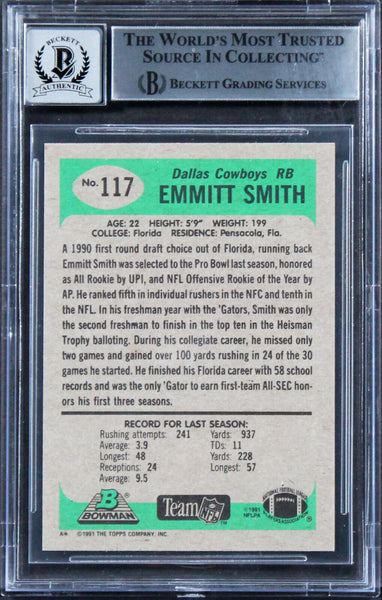 BECKETT
AUTHENTIC
THE WORLD'S MOST TRUSTED
SOURCE IN COLLECTING™
B BECKETT GRADING SERVICES
No. 117
Dallas Cowboys RB
EMMITT SMITH
AGE: 22 HEIGHT: 5'9" WEIGHT: 199
COLLEGE: Florida RESIDENCE: Pensacola, Fla.
A 1990 first round draft choice out of Florida, running back
Emmitt Smith was selected to the Pro Bowl last season, honored
as All Rookie by UPI, and NFL Offensive Rookie of the Year by
AP. He ranked fifth in individual rushers in the NFC and tenth in
the NFL. In his freshman year with the 'Gators, Smith was only
the second freshman to finish in the top ten in the Heisman
Trophy balloting. During his collegiate career, he missed only
two games and gained over 100 yards rushing in 24 of the 30
games he started. He finished his Florida career with 58 school
records and was the only 'Gator to earn first-team All-SEC hon-
ors his first three seasons.
RECORD FOR LAST SEASON:
Rushing attempts: 241 Yards: 937
Average: 3.9 TDs: 11
Longest: 48 Yards: 228
Receptions: 24 Longest: 57
Average: 9.5
B
BOWMAN
Team NFL™
©1991
NFLPA
A** ©1991 THE TOPPS COMPANY, INC.